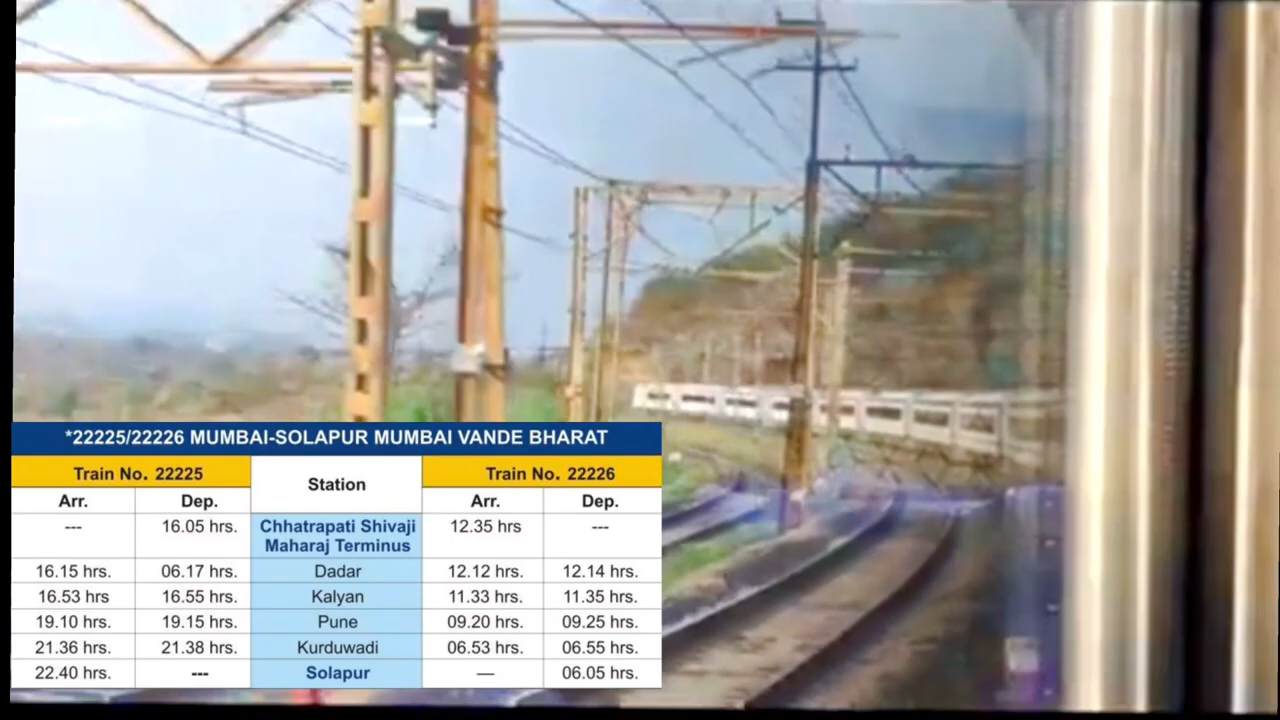 *22225/22226 MUMBAI-SOLAPUR MUMBAI VANDE BHARAT
Train No. 22225 Station Train No. 22226
Arr. Dep. Arr. Dep.
--- 16.05 hrs. Chhatrapati Shivaji Maharaj Terminus 12.35 hrs ---
16.15 hrs. 06.17 hrs. Dadar 12.12 hrs. 12.14 hrs.
16.53 hrs 16.55 hrs. Kalyan 11.33 hrs. 11.35 hrs.
19.10 hrs. 19.15 hrs. Pune 09.20 hrs. 09.25 hrs.
21.36 hrs. 21.38 hrs. Kurduwadi 06.53 hrs. 06.55 hrs.
22.40 hrs. --- Solapur — 06.05 hrs.